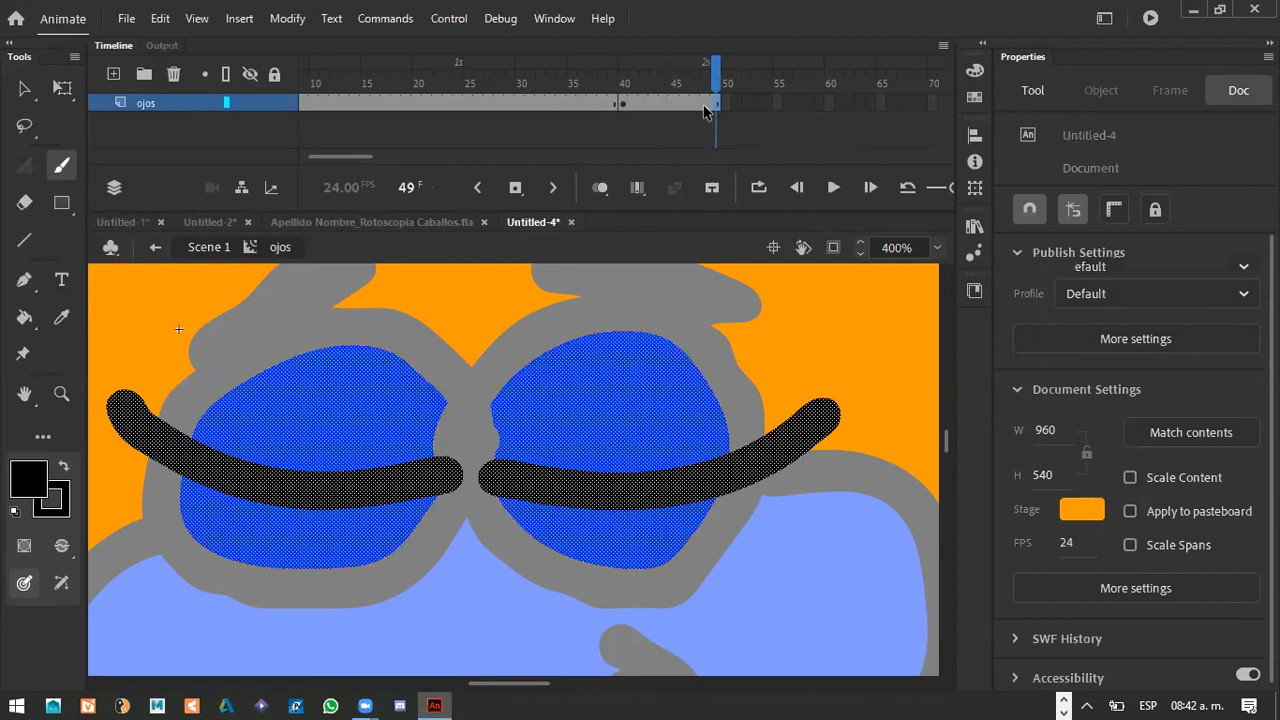 Animate File Edit View Insert Modify Text Commands Control Debug Window Help
Tools
Timeline Output
Properties
1s 2s
10 15 20 25 30 35 40 45 50 55 60 65 70
Tool Object Frame Doc
ojos
An Untitled-4
Document
24.00 FPS 49 F
Untitled-1* × Untitled-2* × Apellido Nombre_Rotoscopia Caballos.fla × Untitled-4* ×
Scene 1 ojos 400%
Publish Settings
efault
Profile Default
More settings
Document Settings
W 960
Match contents
H 540
Scale Content
Stage
Apply to pasteboard
FPS 24
Scale Spans
More settings
SWF History
Accessibility
An ESP 08:42 a. m.